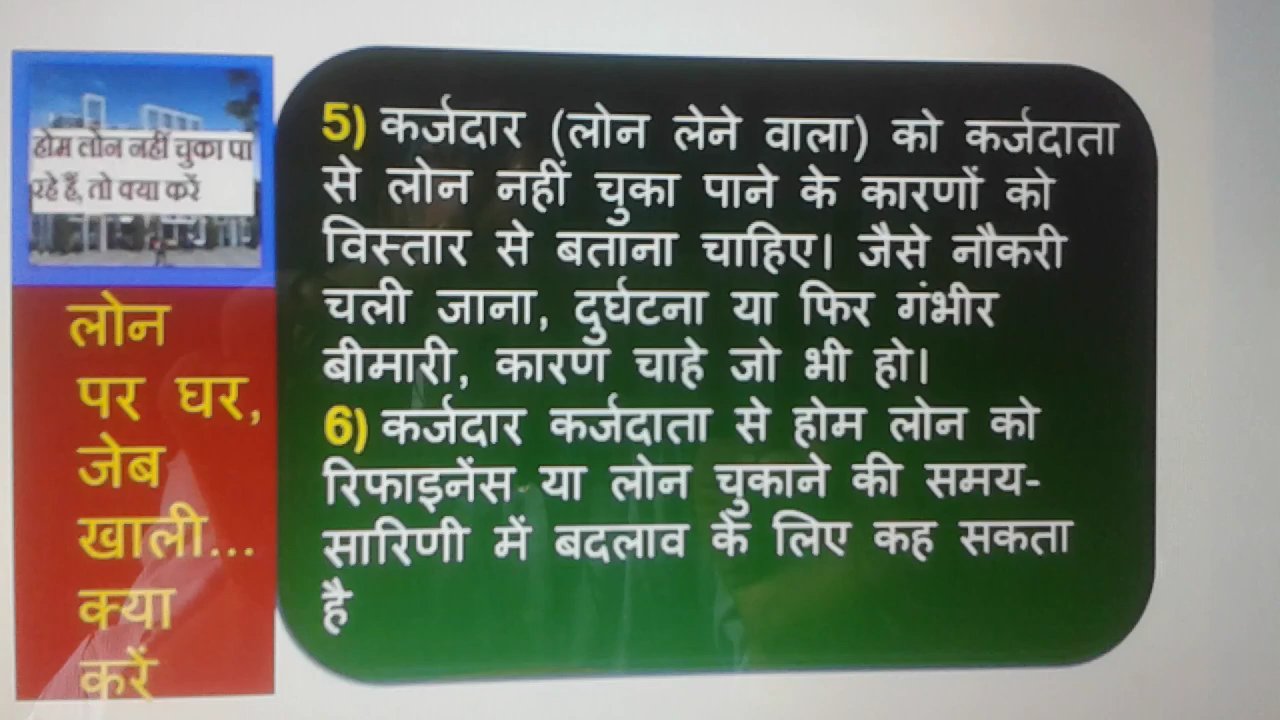 होम लोन नहीं चुका पा
रहे हैं, तो क्या करें
लोन
पर घर,
जेब
खाली...
क्या
करें
5) कर्जदार (लोन लेने वाला) को कर्जदाता
से लोन नहीं चुका पाने के कारणों को
विस्तार से बताना चाहिए। जैसे नौकरी
चली जाना, दुर्घटना या फिर गंभीर
बीमारी, कारण चाहे जो भी हो।
6) कर्जदार कर्जदाता से होम लोन को
रिफाइनेंस या लोन चुकाने की समय-
सारिणी में बदलाव के लिए कह सकता
है